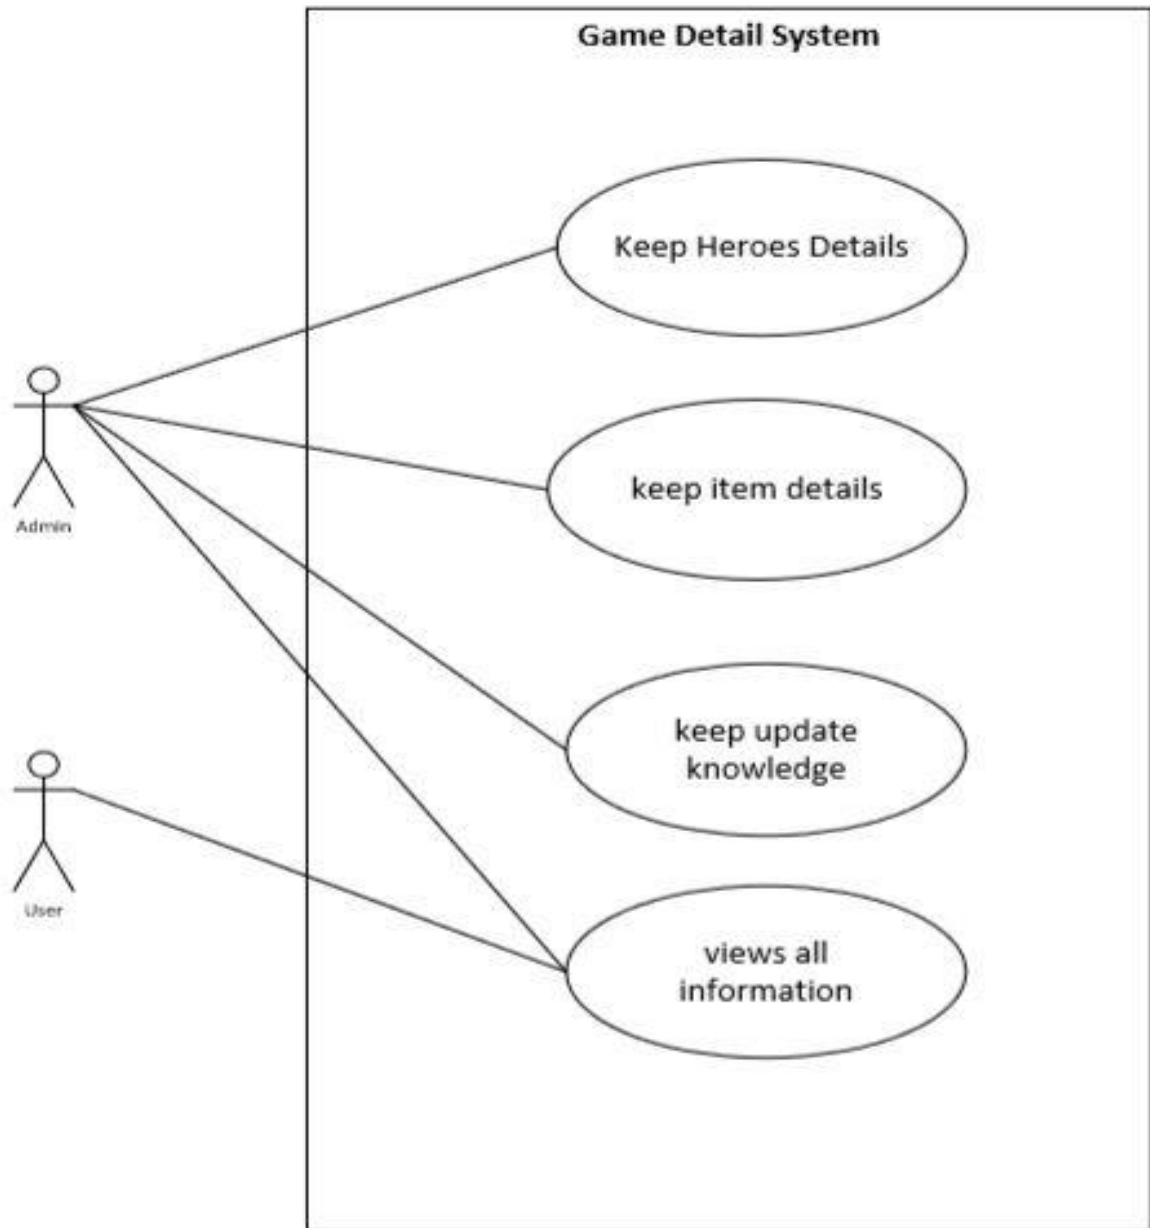 Game Detail System
Keep Heroes Details
Admin
keep item details
keep update
knowledge
User
views all
information